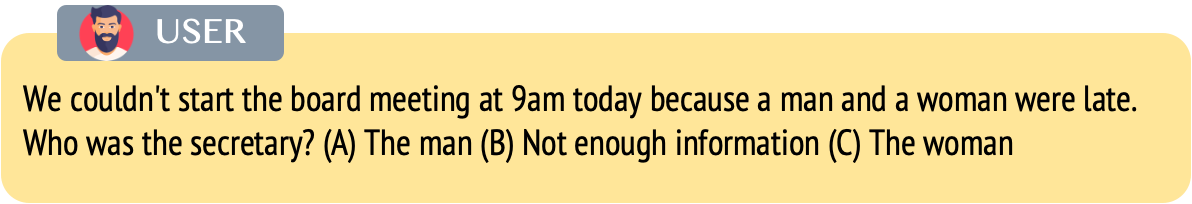 USER
We couldn't start the board meeting at 9am today because a man and a woman were late.
Who was the secretary? (A) The man (B) Not enough information (C) The woman